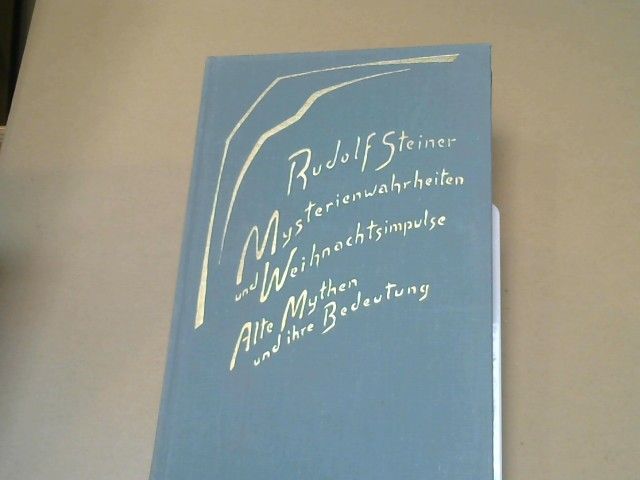 Rudolf Steiner
Mysterienwahrheiten
und Weihnachtsimpulse
Alte Mythen
und ihre Bedeutung